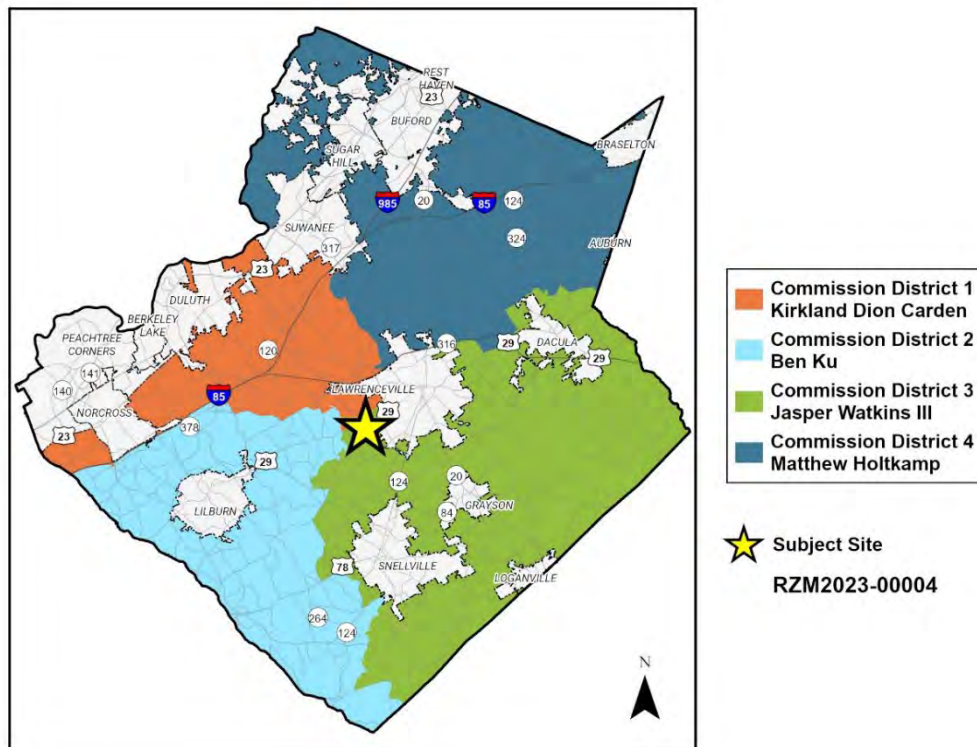 REST
HAVEN
23
BUFORD
BRASELTON
SUGAR
HILL
985
20
85
124
SUWANEE
324
317
AUBURN
23
DULUTH
BERKELEY
LAKE
PEACHTREE
CORNERS
120
316
29
DACULA
29
141
140
85
LAWRENCEVILLE
29
NORCROSS
378
23
29
LILBURN
124
20
GRAYSON
84
78
SNELLVILLE
LOGANVILLE
264
124
N
Commission District 1
Kirkland Dion Carden
Commission District 2
Ben Ku
Commission District 3
Jasper Watkins III
Commission District 4
Matthew Holtkamp
Subject Site
RZM2023-00004